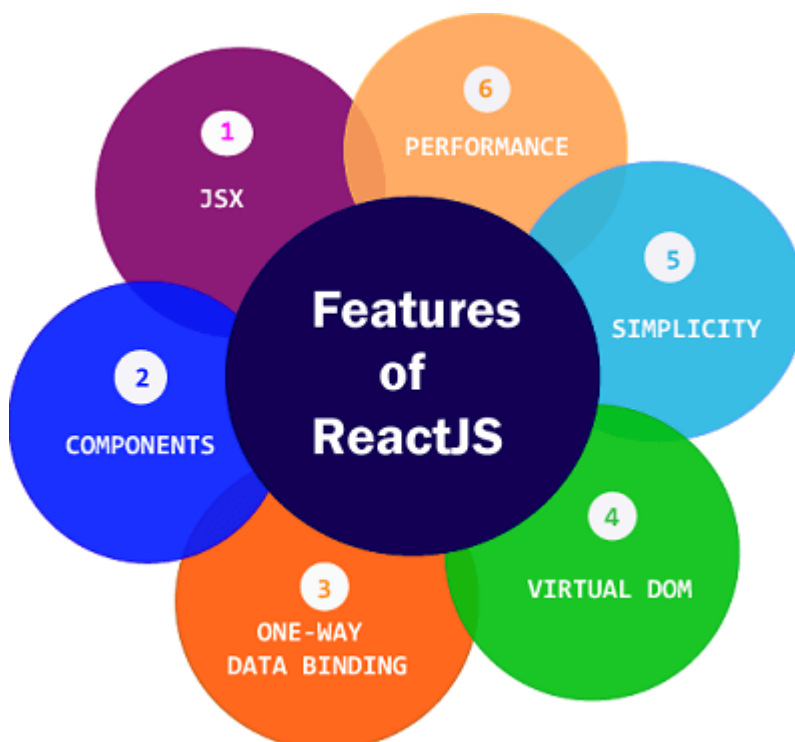 Features
of
ReactJS
1
JSX
2
COMPONENTS
3
ONE-WAY
DATA BINDING
4
VIRTUAL DOM
5
SIMPLICITY
6
PERFORMANCE